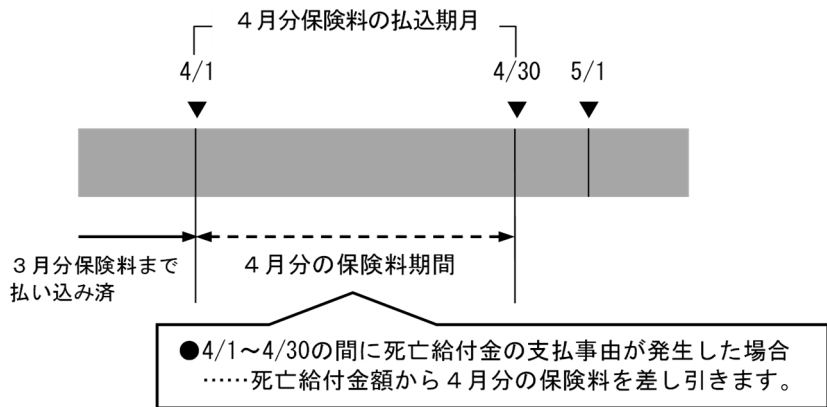 ４月分保険料の払込期月
4/1
4/30
5/1
３月分保険料まで
払い込み済
４月分の保険料期間
●4/1～4/30の間に死亡給付金の支払事由が発生した場合
……死亡給付金額から４月分の保険料を差し引きます。